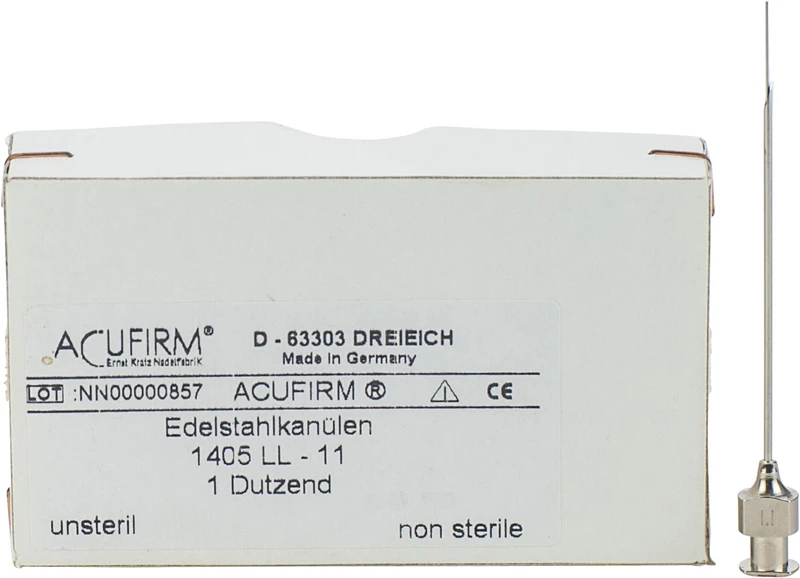 ACUFIRM®
Ernst Kratz Nadelfabrik
D - 63303 DREIEICH
Made in Germany
LOT :NN00000857 ACUFIRM ® CE
Edelstahlkanülen
1405 LL - 11
1 Dutzend
unsteril non sterile